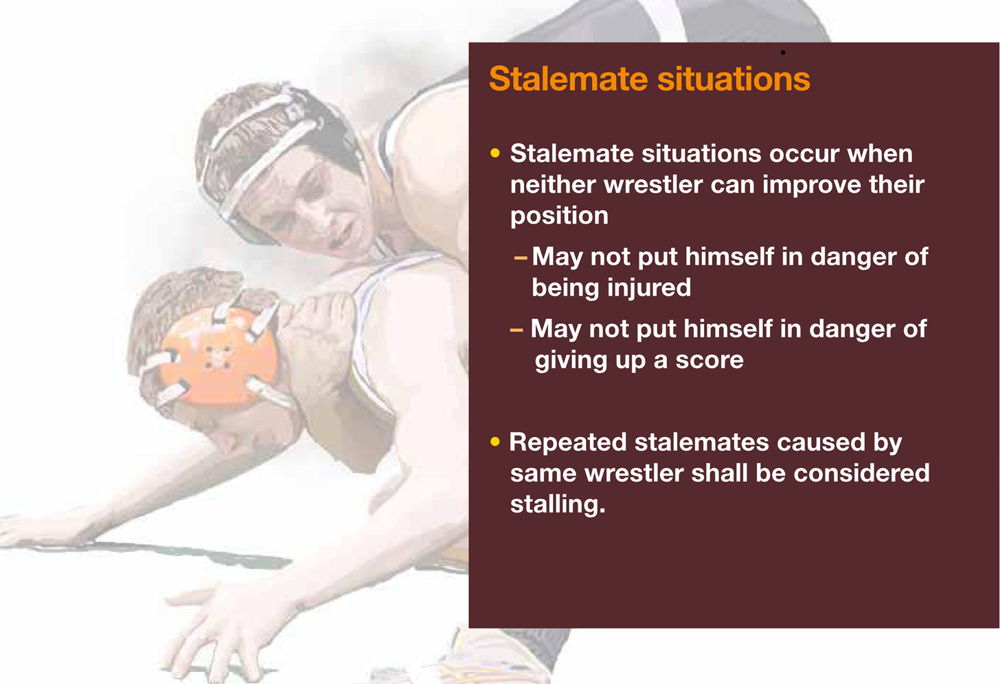 Stalemate situations
• Stalemate situations occur when
neither wrestler can improve their
position
– May not put himself in danger of
being injured
– May not put himself in danger of
giving up a score
• Repeated stalemates caused by
same wrestler shall be considered
stalling.